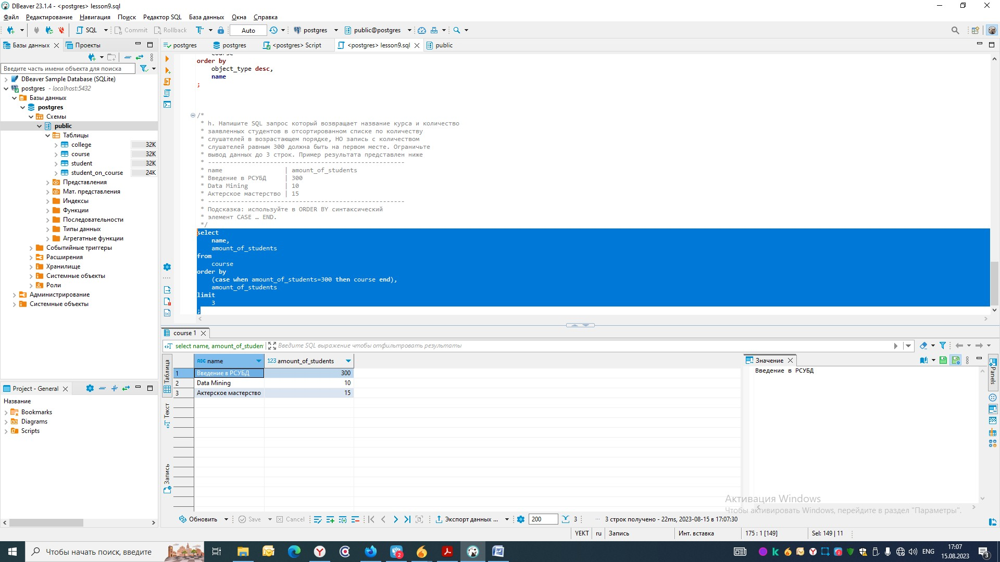 DBeaver 23.1.4 - <postgres> lesson9.sql
Файл Редактирование Навигация Поиск Редактор SQL База данных Окна Справка
SQL Commit Rollback Auto postgres public@postgres
Базы данных Проекты
postgres postgres <postgres> Script <postgres> lesson9.sql public
Введите часть имени объекта для поиска
DBeaver Sample Database (SQLite)
postgres - localhost:5432
Базы данных
postgres
Схемы
public
Таблицы
college 32K
course 32K
student 32K
student_on_course 24K
Представления
Мат. представления
Индексы
Функции
Последовательности
Типы данных
Агрегатные функции
Событийные триггеры
Расширения
Хранилище
Системные объекты
Роли
Администрирование
Системные объекты
Project - General
Название
Bookmarks
Diagrams
Scripts
course
order by
object_type desc,
name
;
/*
* h. Напишите SQL запрос который возвращает название курса и количество
* заявленных студентов в отсортированном списке по количеству
* слушателей в возрастающем порядке, НО запись с количеством
* слушателей равным 300 должна быть на первом месте. Ограничьте
* вывод данных до 3 строк. Пример результата представлен ниже
* ------------------------------------------------------
* name | amount_of_students
* Введение в РСУБД | 300
* Data Mining | 10
* Актерское мастерство | 15
* ------------------------------------------------------
* Подсказка: используйте в ORDER BY синтаксический
* элемент CASE … END.
*/
select
name,
amount_of_students
from
course
order by
(case when amount_of_students=300 then course end),
amount_of_students
limit
3
;
course 1
select name, amount_of_studen
Введите SQL выражение чтобы отфильтровать результаты
Таблица
Текст
Запись
ABC name 123 amount_of_students
1 Введение в РСУБД 300
2 Data Mining 10
3 Актерское мастерство 15
Значение
Введение в РСУБД
Panels
Активация Windows
Чтобы активировать Windows, перейдите в раздел "Параметры".
Обновить Save Cancel Экспорт данных ... 200 3 3 строк получено - 22ms, 2023-08-15 в 17:07:30
YEKT ru Запись Инт. вставка 175 : 1 [149] Sel: 149 | 11
Чтобы начать поиск, введите
2
2
ENG
17:07
15.08.2023
3